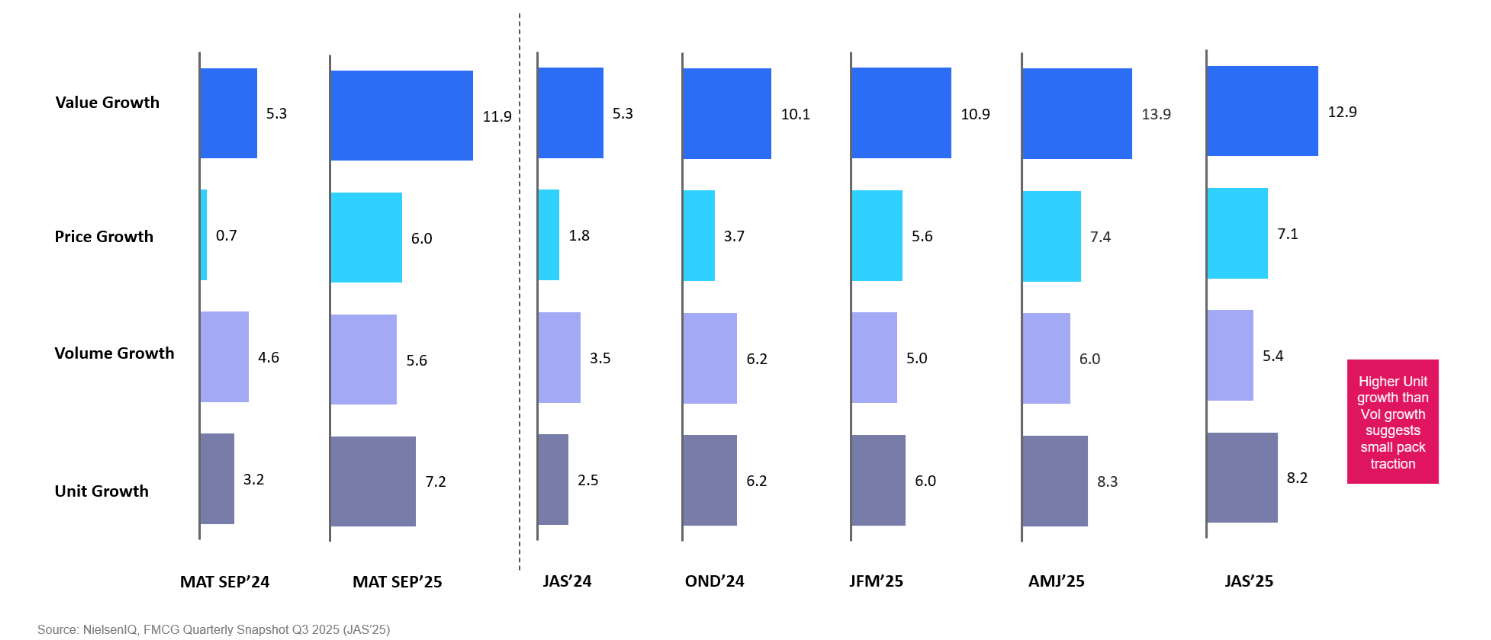 Value Growth
5.3
11.9
5.3
10.1
10.9
13.9
12.9
Price Growth
0.7
6.0
1.8
3.7
5.6
7.4
7.1
Volume Growth
4.6
5.6
3.5
6.2
5.0
6.0
5.4
Higher Unit
growth than
Vol growth
suggests
small pack
traction
Unit Growth
3.2
7.2
2.5
6.2
6.0
8.3
8.2
MAT SEP’24
MAT SEP’25
JAS’24
OND’24
JFM’25
AMJ’25
JAS’25
Source: NielsenIQ, FMCG Quarterly Snapshot Q3 2025 (JAS'25)